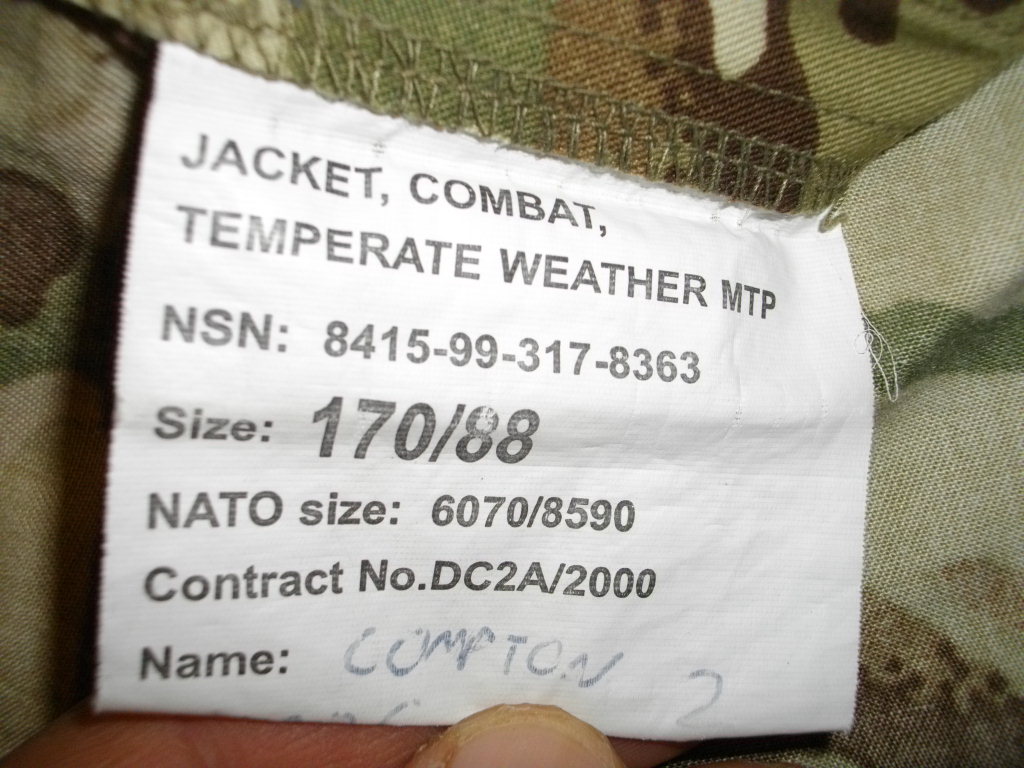 JACKET, COMBAT,
TEMPERATE WEATHER MTP
NSN: 8415-99-317-8363
Size: 170/88
NATO size: 6070/8590
Contract No.DC2A/2000
Name: COMPTON 2